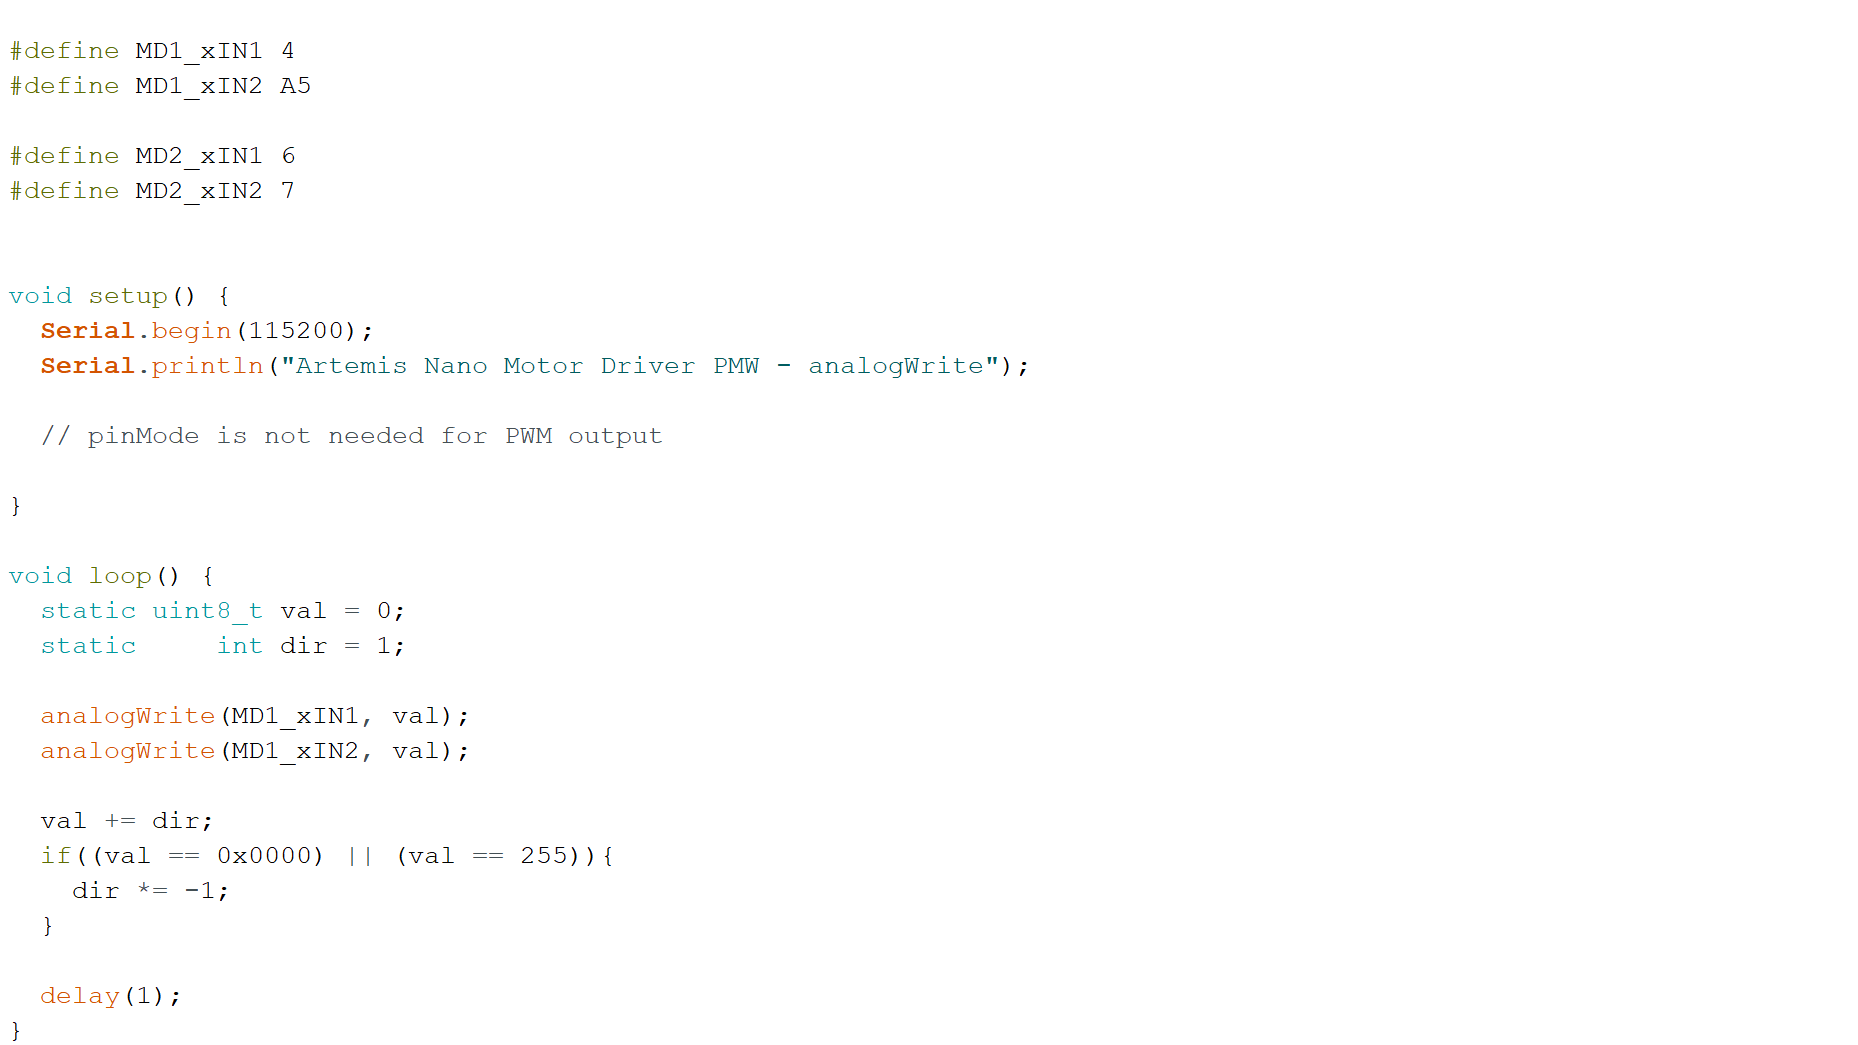 #define MD1_xIN1 4
#define MD1_xIN2 A5
#define MD2_xIN1 6
#define MD2_xIN2 7
void setup() {
  Serial.begin(115200);
  Serial.println("Artemis Nano Motor Driver PMW - analogWrite");
  // pinMode is not needed for PWM output
}
void loop() {
  static uint8_t val = 0;
  static     int dir = 1;
  analogWrite(MD1_xIN1, val);
  analogWrite(MD1_xIN2, val);
  val += dir;
  if((val == 0x0000) || (val == 255)){
    dir *= -1;
  }
  delay(1);
}